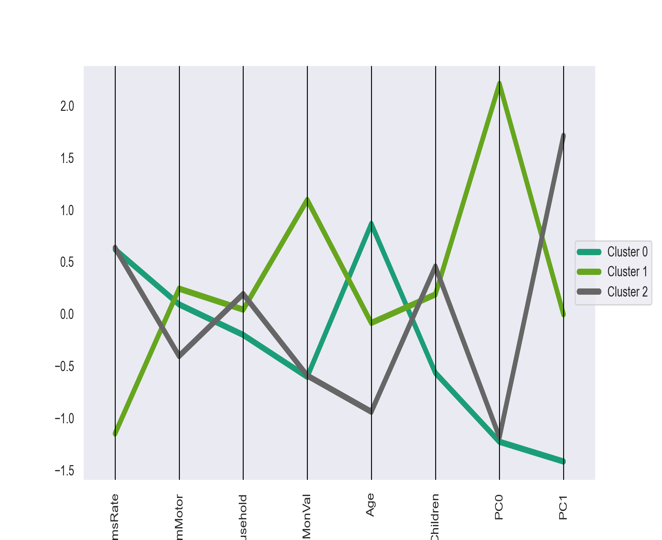 2.0
1.5
1.0
0.5
0.0
−0.5
−1.0
−1.5
Cluster 0
Cluster 1
Cluster 2
msRate
mMotor
usehold
MonVal
Age
Children
PC0
PC1